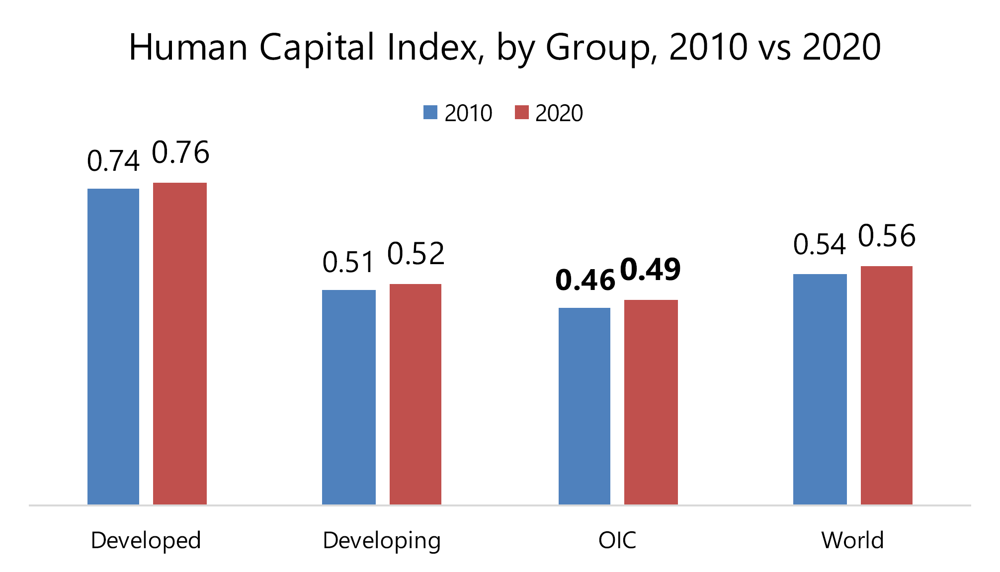 Human Capital Index, by Group, 2010 vs 2020
2010 2020
0.74 0.76
0.51 0.52
0.46 0.49
0.54 0.56
Developed Developing OIC World